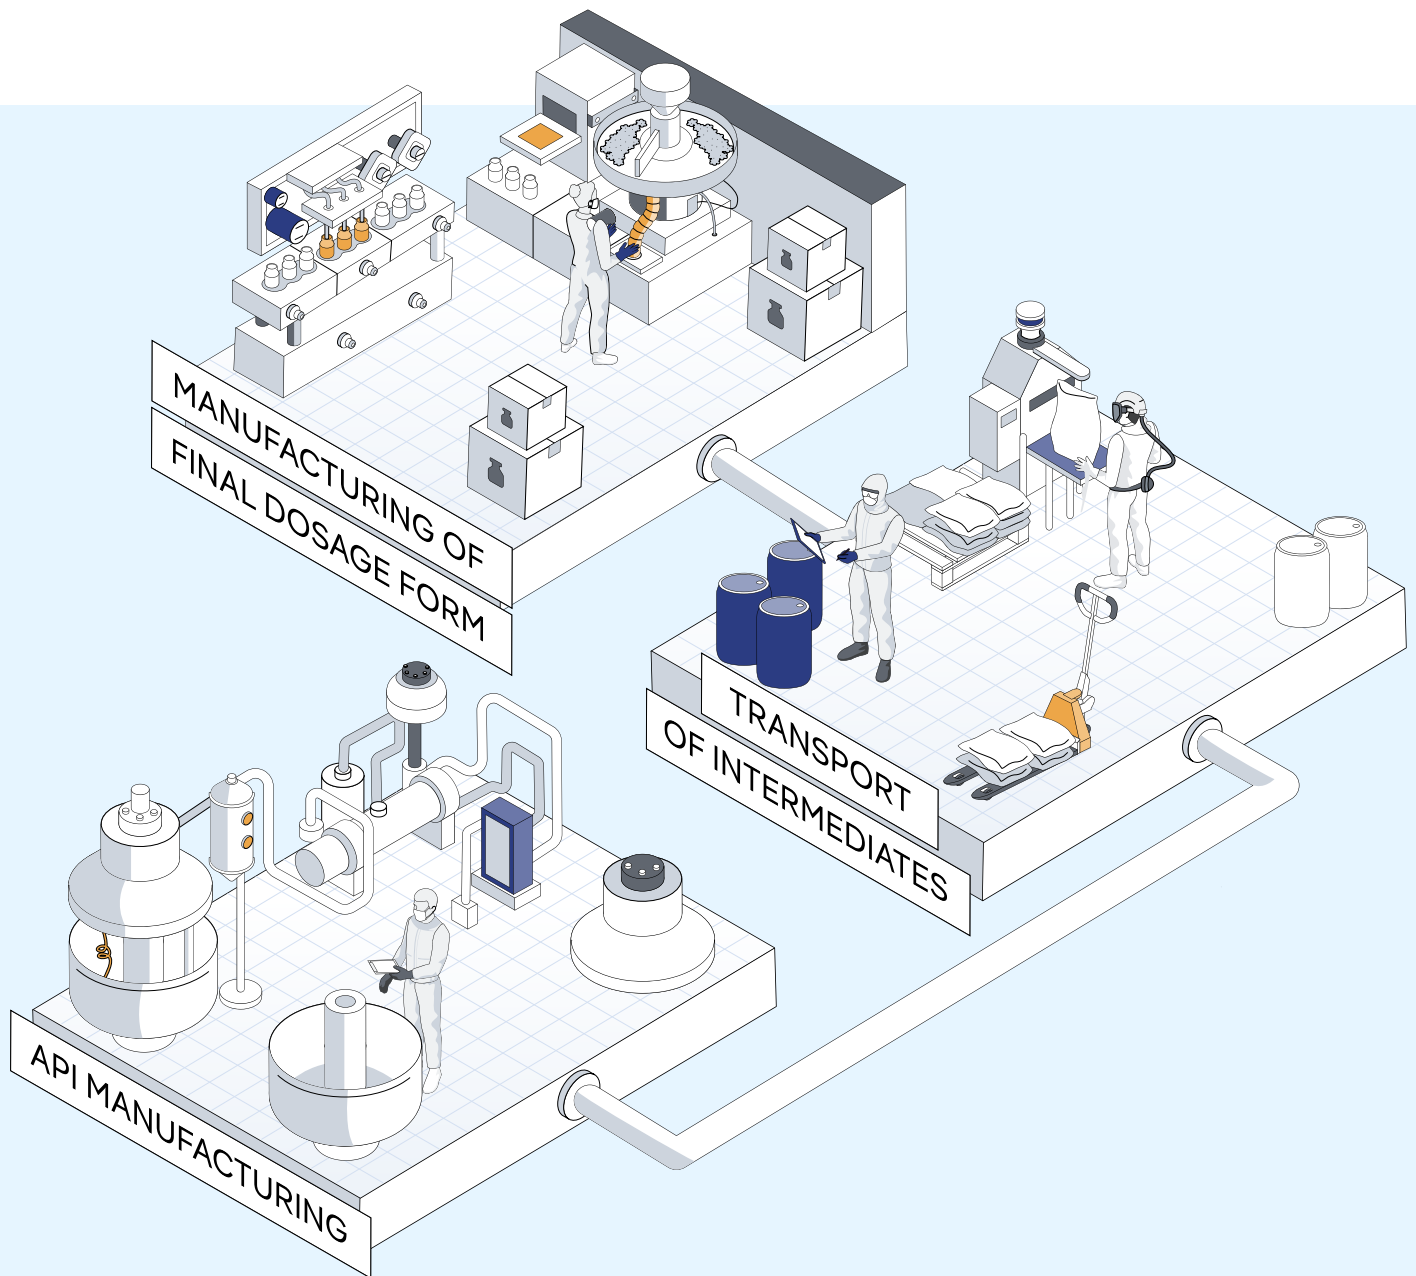 MANUFACTURING OF
FINAL DOSAGE FORM
TRANSPORT
OF INTERMEDIATES
API MANUFACTURING